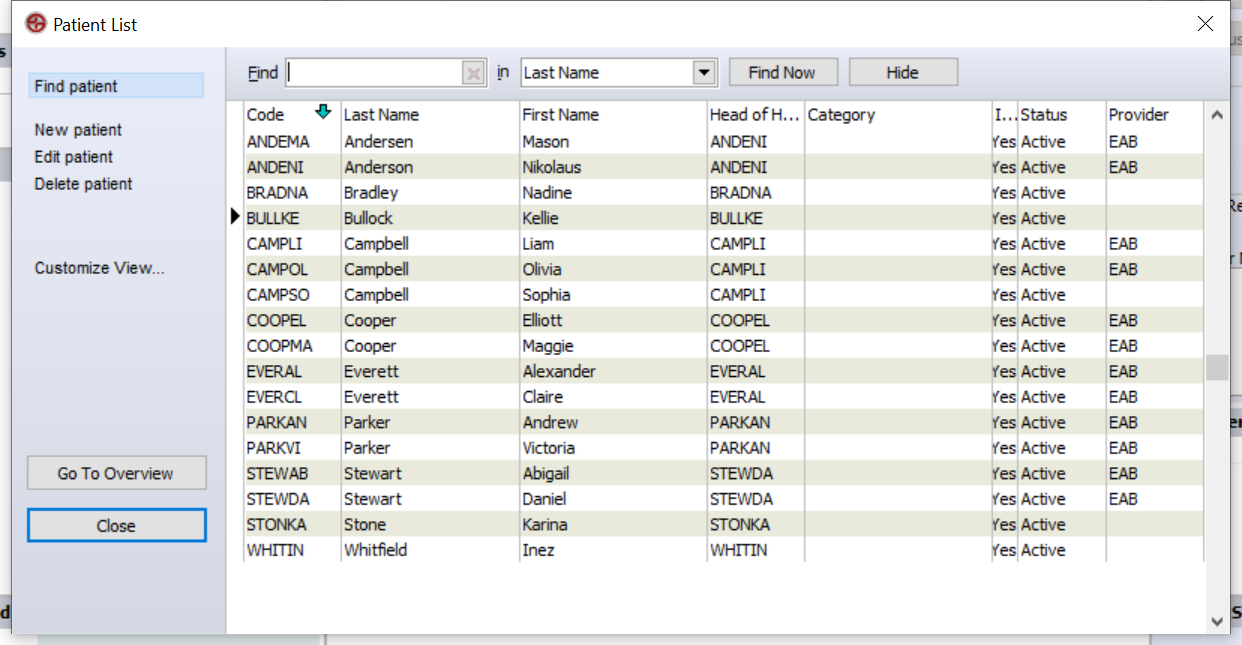 Patient List
Find patient
New patient
Edit patient
Delete patient
Customize View...
Go To Overview
Close
Find in Last Name Find Now Hide
Code Last Name First Name Head of H... Category I... Status Provider
ANDEMA Andersen Mason ANDENI Yes Active EAB
ANDENI Anderson Nikolaus ANDENI Yes Active EAB
BRADNA Bradley Nadine BRADNA Yes Active
BULLKE Bullock Kellie BULLKE Yes Active
CAMPLI Campbell Liam CAMPLI Yes Active EAB
CAMPOL Campbell Olivia CAMPLI Yes Active EAB
CAMPSO Campbell Sophia CAMPLI Yes Active
COOPEL Cooper Elliott COOPEL Yes Active EAB
COOPMA Cooper Maggie COOPEL Yes Active EAB
EVERAL Everett Alexander EVERAL Yes Active EAB
EVERCL Everett Claire EVERAL Yes Active EAB
PARKAN Parker Andrew PARKAN Yes Active EAB
PARKVI Parker Victoria PARKAN Yes Active EAB
STEWAB Stewart Abigail STEWDA Yes Active EAB
STEWDA Stewart Daniel STEWDA Yes Active EAB
STONKA Stone Karina STONKA Yes Active
WHITIN Whitfield Inez WHITIN Yes Active